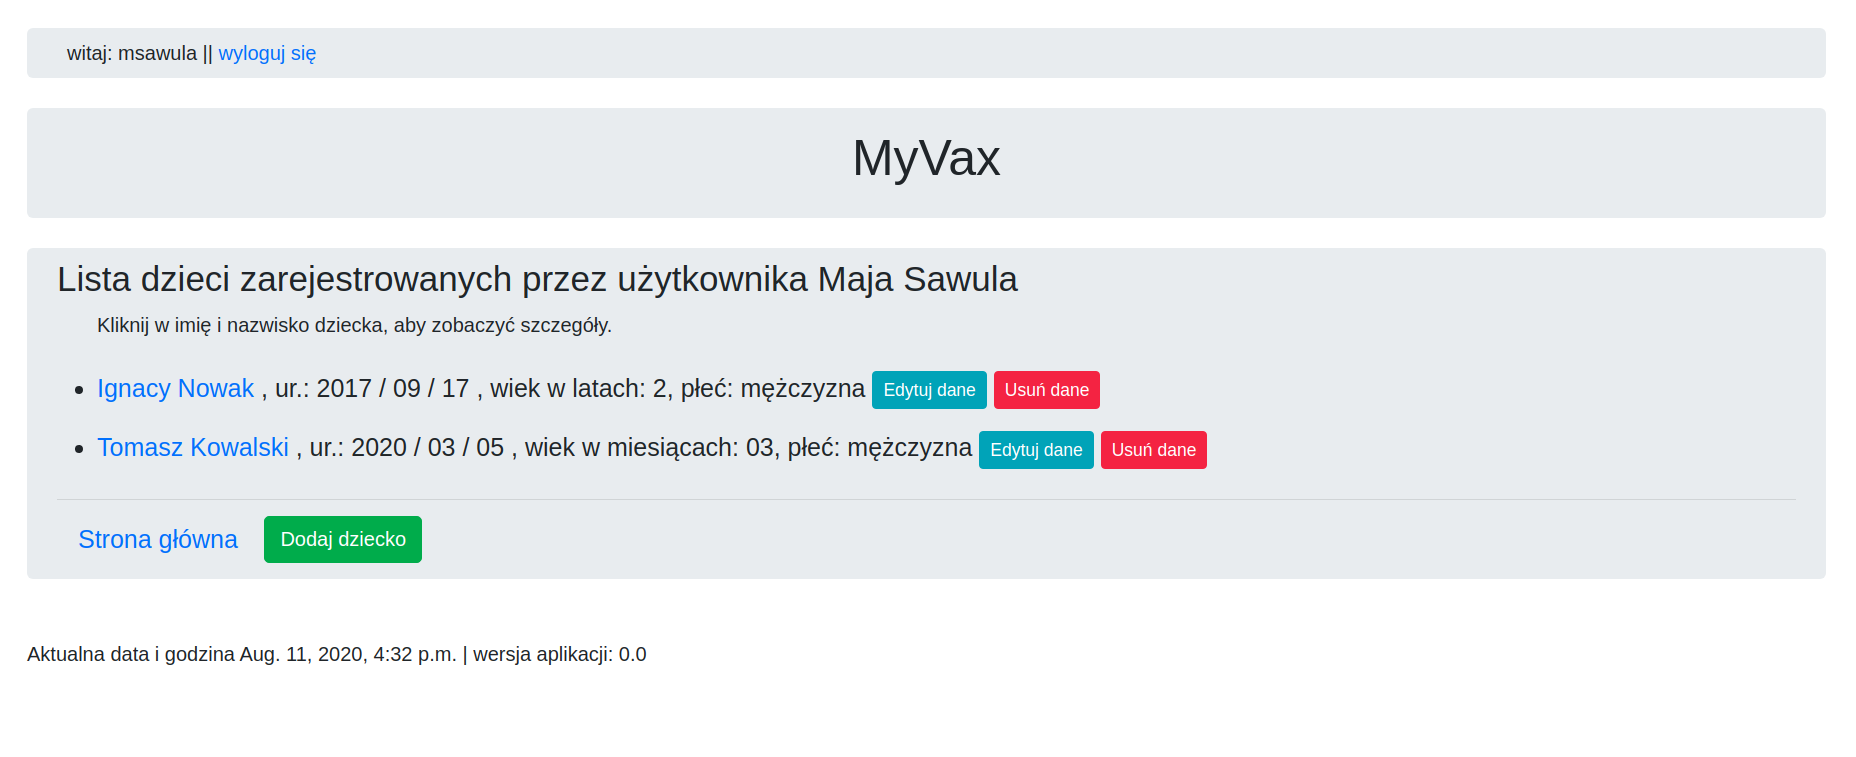 witaj: msawula || wyloguj się
MyVax
Lista dzieci zarejestrowanych przez użytkownika Maja Sawula
Kliknij w imię i nazwisko dziecka, aby zobaczyć szczegóły.
Ignacy Nowak , ur.: 2017 / 09 / 17 , wiek w latach: 2, płeć: mężczyzna Edytuj dane Usuń dane
Tomasz Kowalski , ur.: 2020 / 03 / 05 , wiek w miesiącach: 03, płeć: mężczyzna Edytuj dane Usuń dane
Strona główna Dodaj dziecko
Aktualna data i godzina Aug. 11, 2020, 4:32 p.m. | wersja aplikacji: 0.0